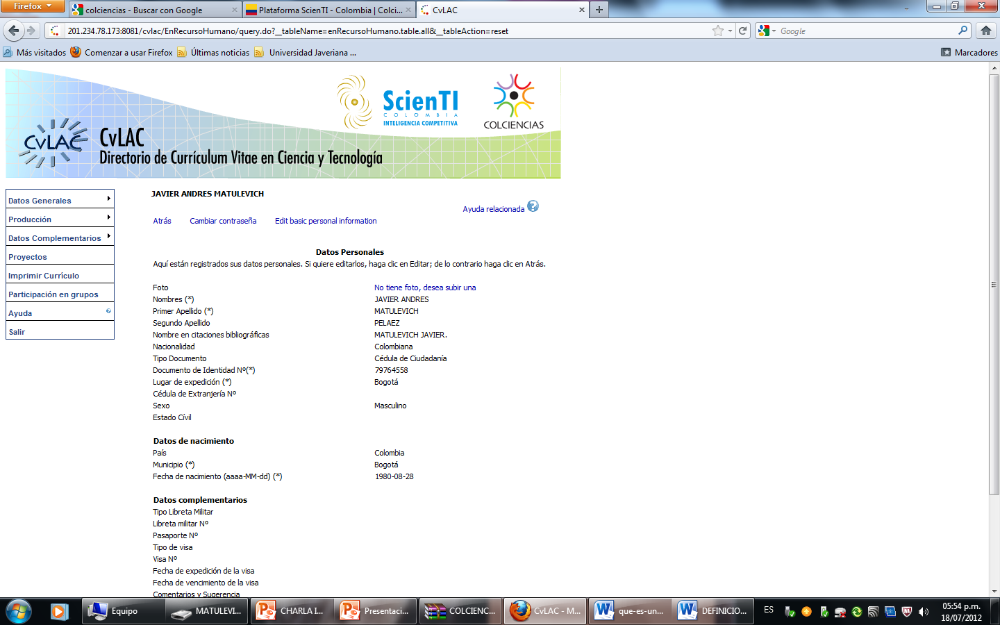 Firefox
colciencias - Buscar con Google
Plataforma ScienTI - Colombia | Colci...
CvLAC
201.234.78.173:8081/cvlac/EnRecursoHumano/query.do?__tableName=enRecursoHumano.table.all&__tableAction=reset
Google
Más visitados
Comenzar a usar Firefox
Últimas noticias
Universidad Javeriana ...
Marcadores
ScienTI
COLOMBIA
INTELIGENCIA COMPETITIVA
COLCIENCIAS
CVLAC
CvLAC
Directorio de Currículum Vitae en Ciencia y Tecnología
Datos Generales
Producción
Datos Complementarios
Proyectos
Imprimir Currículo
Participación en grupos
Ayuda
Salir
JAVIER ANDRES MATULEVICH
Ayuda relacionada ?
Atrás Cambiar contraseña Edit basic personal information
Datos Personales
Aquí están registrados sus datos personales. Si quiere editarlos, haga clic en Editar; de lo contrario haga clic en Atrás.
Foto No tiene foto, desea subir una
Nombres (*) JAVIER ANDRES
Primer Apellido (*) MATULEVICH
Segundo Apellido PELAEZ
Nombre en citaciones bibliográficas MATULEVICH JAVIER.
Nacionalidad Colombiana
Tipo Documento Cédula de Ciudadanía
Documento de Identidad Nº(*) 79764558
Lugar de expedición (*) Bogotá
Cédula de Extranjería Nº
Sexo Masculino
Estado Cívil
Datos de nacimiento
País Colombia
Municipio (*) Bogotá
Fecha de nacimiento (aaaa-MM-dd) (*) 1980-08-28
Datos complementarios
Tipo Libreta Militar
Libreta militar Nº
Pasaporte Nº
Tipo de visa
Visa Nº
Fecha de expedición de la visa
Fecha de vencimiento de la visa
Comentarios y Sugerencia
Equipo
MATULEVI...
CHARLA I...
Presentaci...
COLCIENC...
CvLAC - M...
que-es-un...
DEFINICIO...
ES
05:54 p.m.
18/07/2012